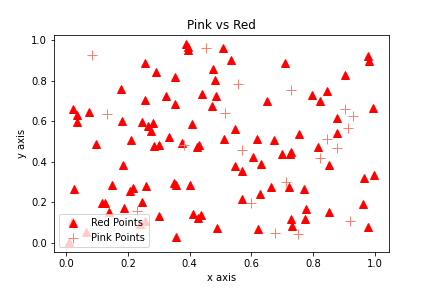 Pink vs Red
1.0
0.8
0.6
0.4
0.2
0.0
y axis
Red Points
Pink Points
0.0 0.2 0.4 0.6 0.8 1.0
x axis